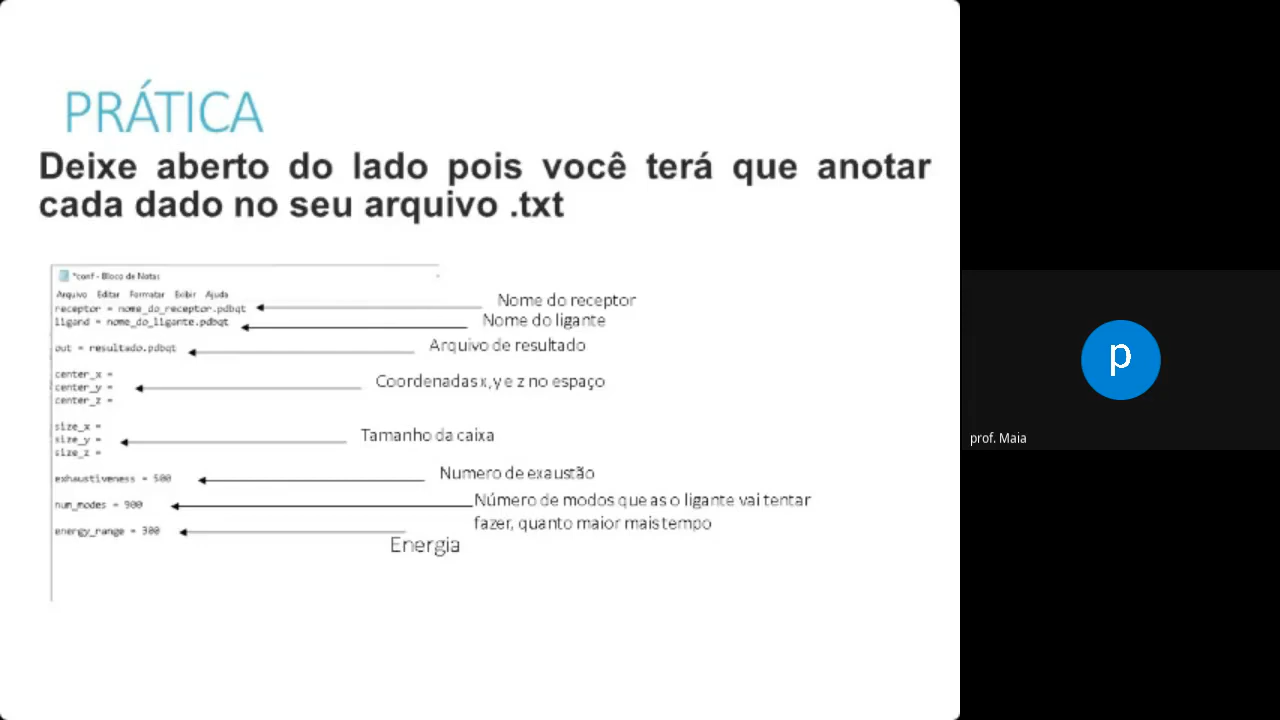 PRÁTICA
Deixe aberto do lado pois você terá que anotar
cada dado no seu arquivo .txt
*conf - Bloco de Notas
Arquivo Editar Formatar Exibir Ajuda
receptor = nome_do_receptor.pdbqt
Nome do receptor
ligand = nome_do_ligante.pdbqt
Nome do ligante
out = resultado.pdbqt
Arquivo de resultado
center_x =
center_y =
center_z =
Coordenadas x, y e z no espaço
size_x =
size_y =
size_z =
Tamanho da caixa
exhaustiveness = 500
Numero de exaustão
num_modes = 900
Número de modos que as o ligante vai tentar
fazer, quanto maior mais tempo
energy_range = 300
Energia
p
prof. Maia